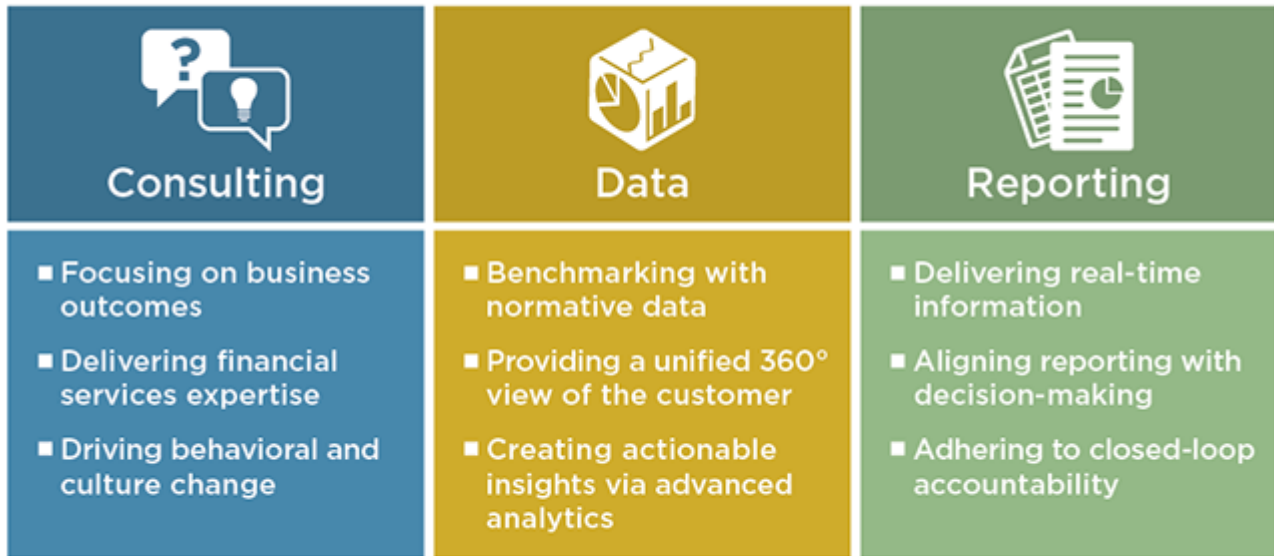 ?
Consulting
Data
Reporting
▪ Focusing on business
outcomes
▪ Delivering financial
services expertise
▪ Driving behavioral and
culture change
▪ Benchmarking with
normative data
▪ Providing a unified 360°
view of the customer
▪ Creating actionable
insights via advanced
analytics
▪ Delivering real-time
information
▪ Aligning reporting with
decision-making
▪ Adhering to closed-loop
accountability